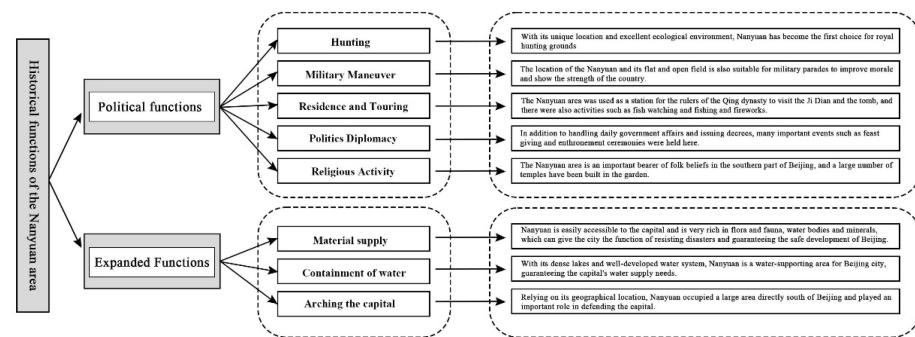 Historical functions of the Nanyuan area
Political functions
Hunting
With its unique location and excellent ecological environment, Nanyuan has become the first choice for royal
hunting grounds
Military Maneuver
The location of the Nanyuan and its flat and open field is also suitable for military parades to improve morale
and show the strength of the country.
Residence and Touring
The Nanyuan area was used as a station for the rulers of the Qing dynasty to visit the Ji Dian and the tomb, and
there were also activities such as fish watching and fishing and fireworks.
Politics Diplomacy
In addition to handling daily government affairs and issuing decrees, many important events such as feast
giving and enthronement ceremonies were held here.
Religious Activity
The Nanyuan area is an important bearer of folk beliefs in the southern part of Beijing, and a large number of
temples have been built in the garden.
Expanded Functions
Material supply
Nanyuan is easily accessible to the capital and is very rich in flora and fauna, water bodies and minerals,
which can give the city the function of resisting disasters and guaranteeing the safe development of Beijing.
Containment of water
With its dense lakes and well-developed water system, Nanyuan is a water-supporting area for Beijing city,
guaranteeing the capital's water supply needs.
Arching the capital
Relying on its geographical location, Nanyuan occupied a large area directly south of Beijing and played an
important role in defending the capital.